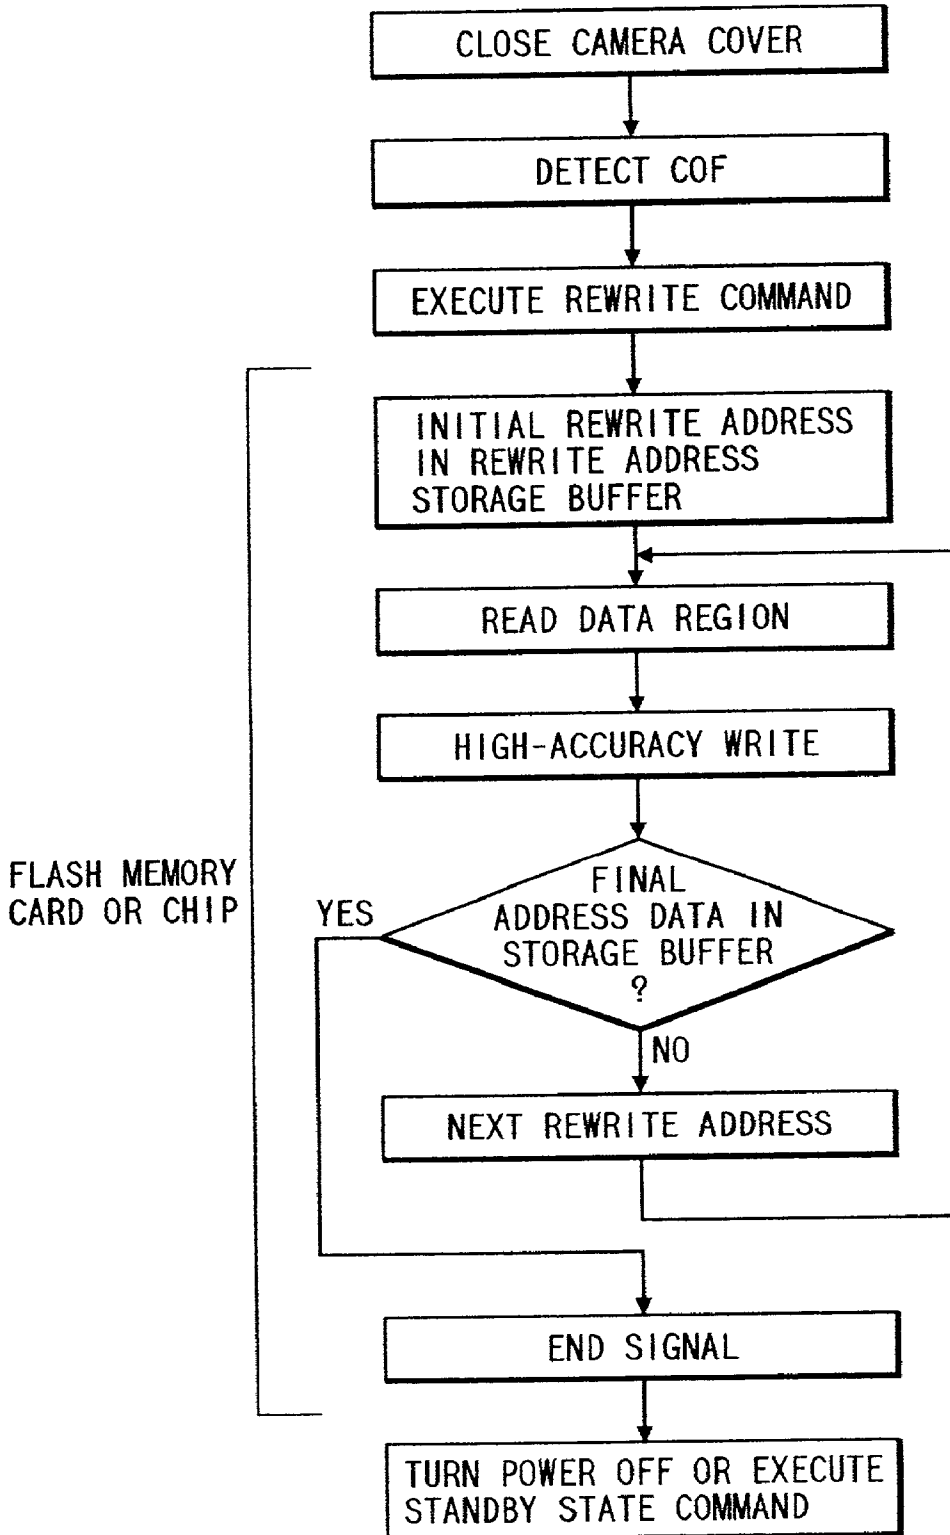 CLOSE CAMERA COVER
DETECT COF
EXECUTE REWRITE COMMAND
INITIAL REWRITE ADDRESS
IN REWRITE ADDRESS
STORAGE BUFFER
READ DATA REGION
HIGH-ACCURACY WRITE
FLASH MEMORY
CARD OR CHIP
YES
FINAL
ADDRESS DATA IN
STORAGE BUFFER
?
NO
NEXT REWRITE ADDRESS
END SIGNAL
TURN POWER OFF OR EXECUTE
STANDBY STATE COMMAND